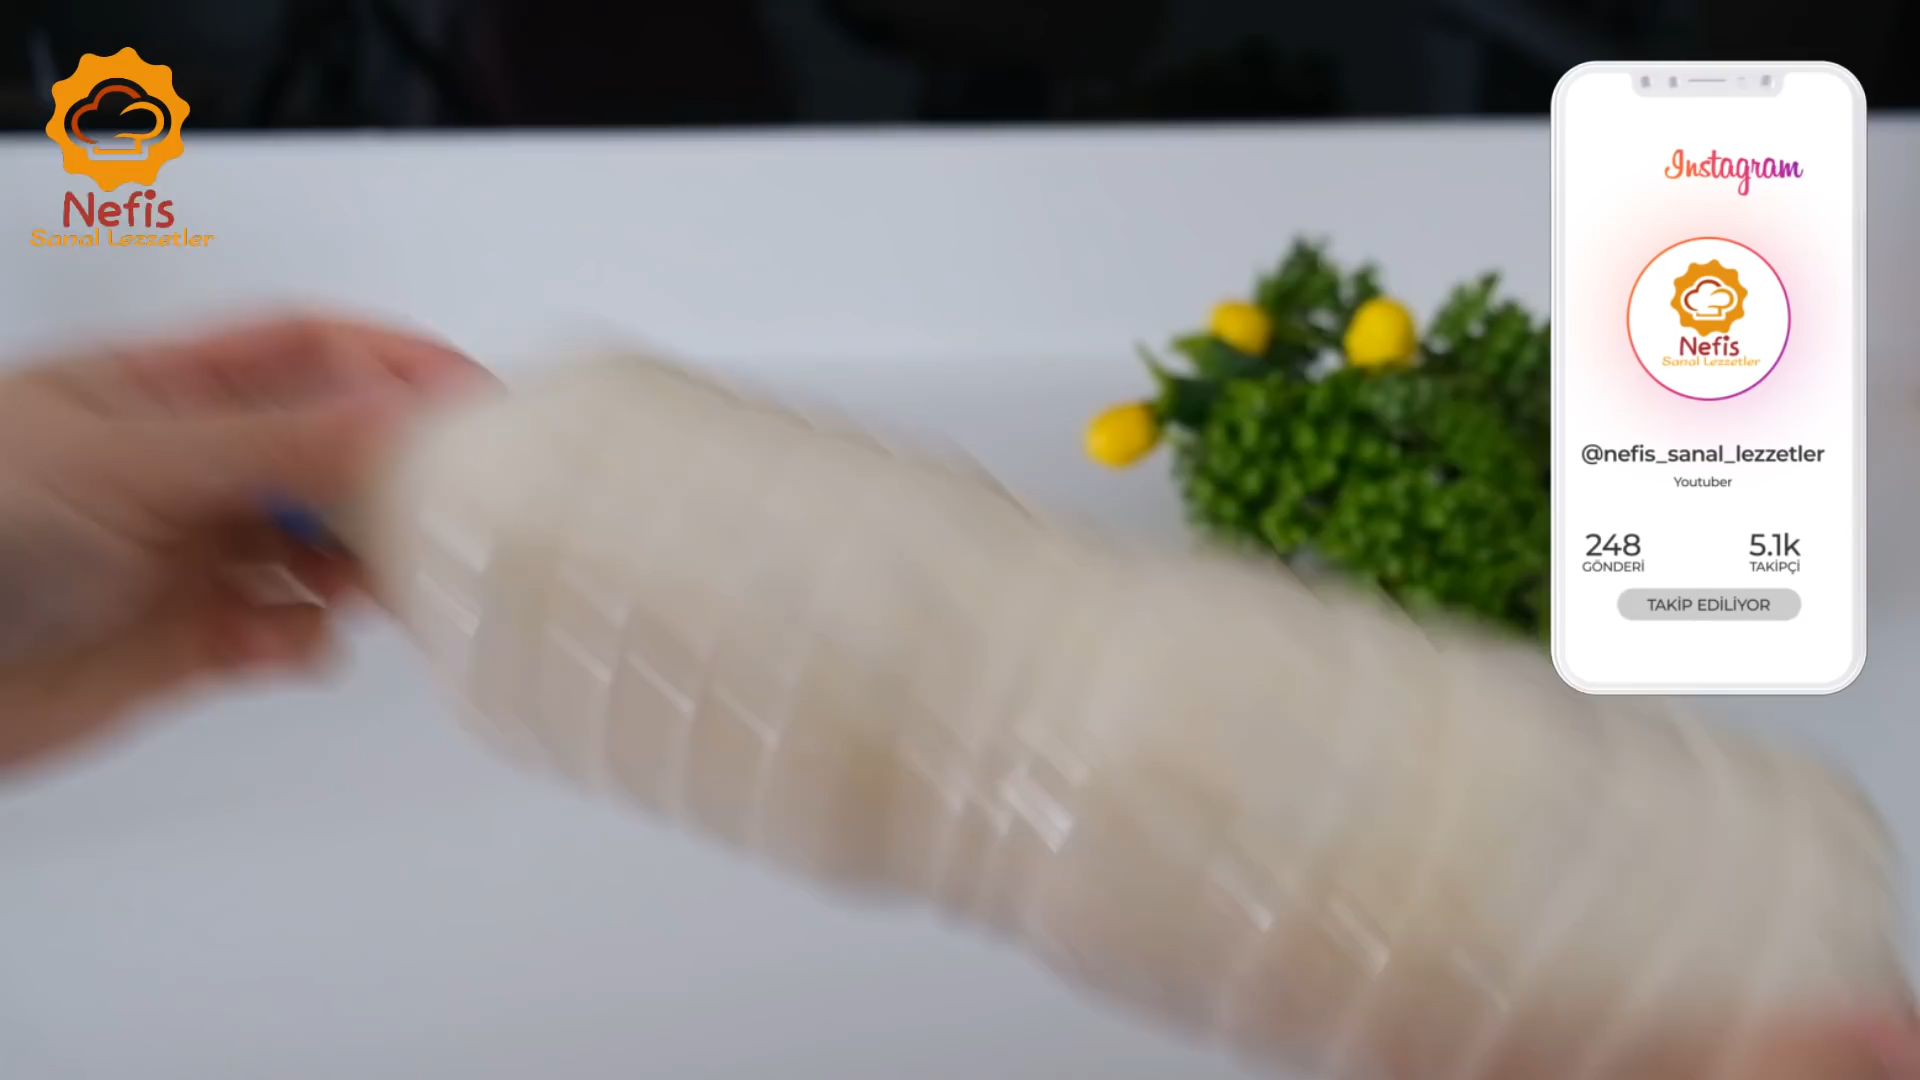 Nefis
Sanal Lezzetler
Instagram
Nefis
Sanal Lezzetler
@nefis_sanal_lezzetler
Youtuber
248
GÖNDERİ
5.1k
TAKİPÇİ
TAKİP EDİLİYOR